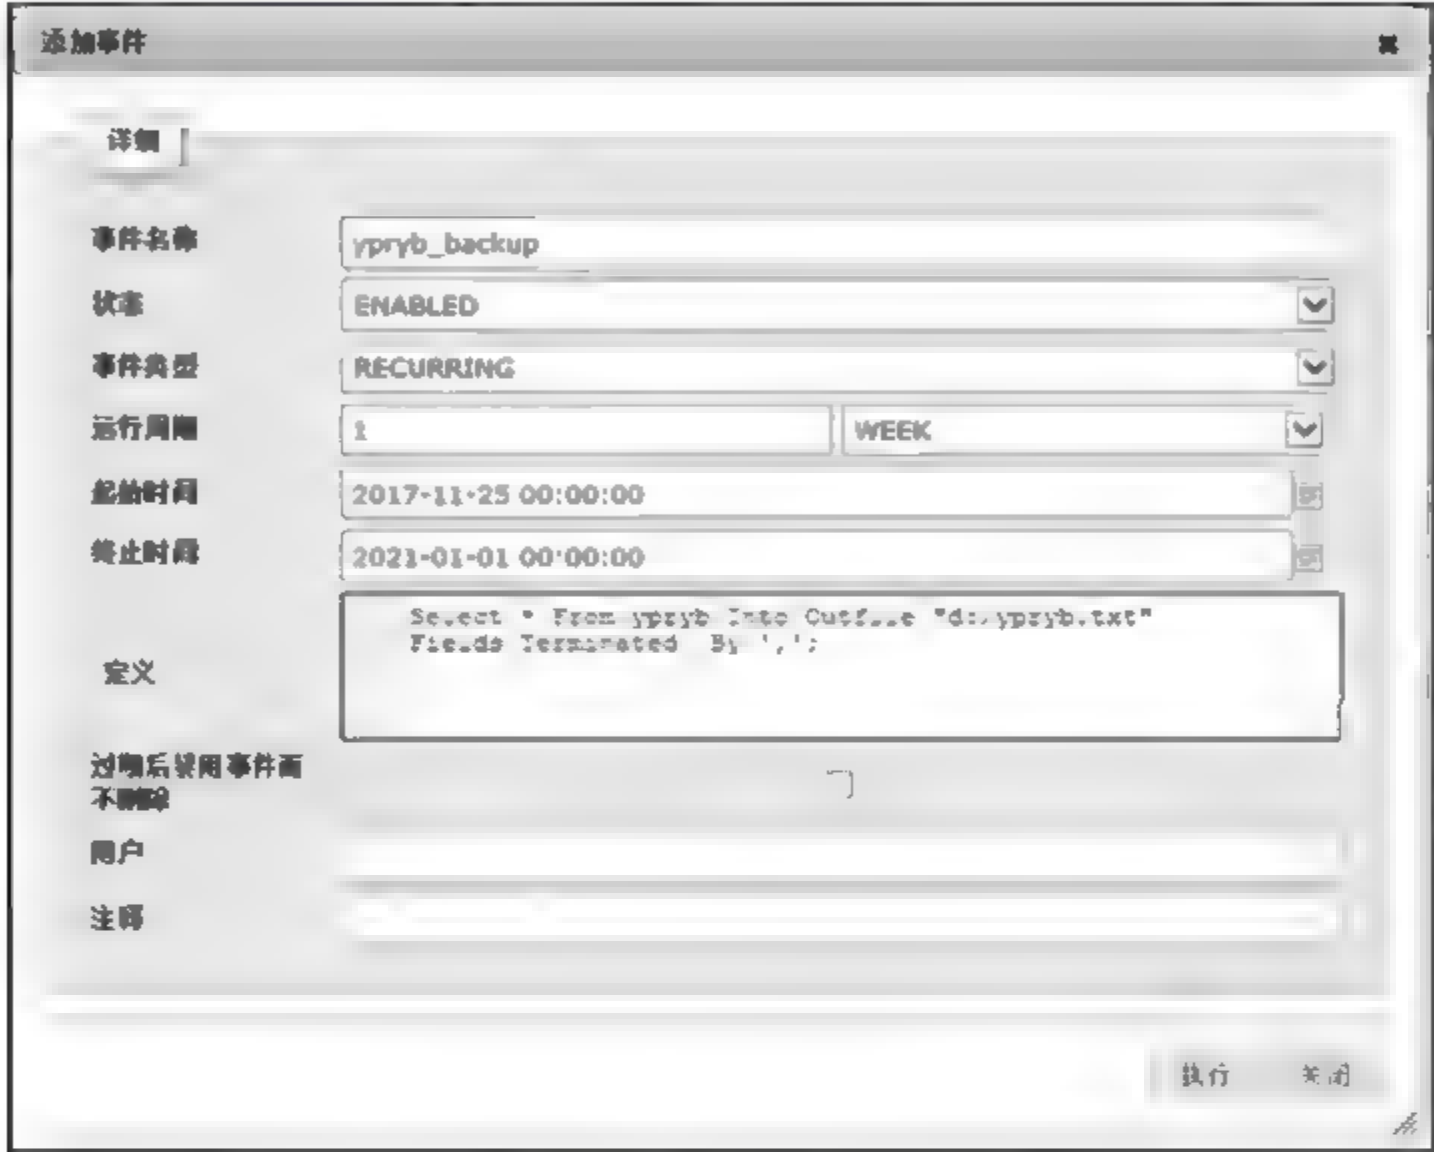 添加事件
详细
事件名称
ypryb_backup
状态
ENABLED
事件类型
RECURRING
运行周期
1
WEEK
起始时间
2017-11-25 00:00:00
终止时间
2021-01-01 00:00:00
定义
Select * From ypryb Into Outfile "d:/ypryb.txt"
Fields Terminated By ',';
过期后禁用事件而
不删除
用户
注释
执行
关闭